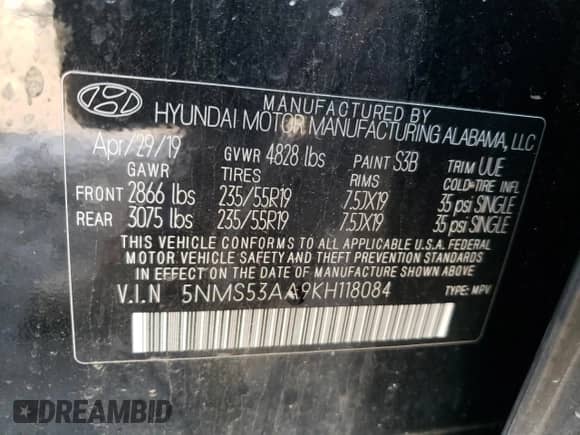 MANUFACTURED BY
HYUNDAI MOTOR MANUFACTURING ALABAMA, LLC
Apr/29/19 GVWR 4828 lbs PAINT S3B TRIM UUE
GAWR TIRES RIMS COLD-TIRE INFL
FRONT 2866 lbs 235/55R19 7.5JX19 35 psi SINGLE
REAR 3075 lbs 235/55R19 7.5JX19 35 psi SINGLE
THIS VEHICLE CONFORMS TO ALL APPLICABLE U.S.A. FEDERAL
MOTOR VEHICLE SAFETY AND THEFT PREVENTION STANDARDS
IN EFFECT ON THE DATE OF MANUFACTURE SHOWN ABOVE
V.I.N 5NMS53AA9KH118084 TYPE: MPV
DREAMBID